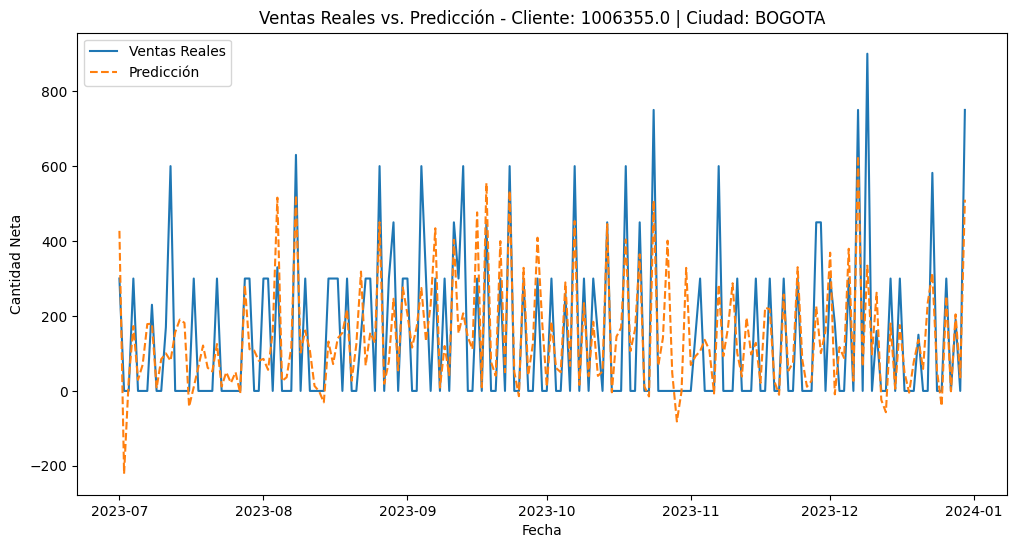 Ventas Reales vs. Predicción - Cliente: 1006355.0 | Ciudad: BOGOTA
Ventas Reales
Predicción
Cantidad Neta
800
600
400
200
0
−200
2023-07
2023-08
2023-09
2023-10
2023-11
2023-12
2024-01
Fecha